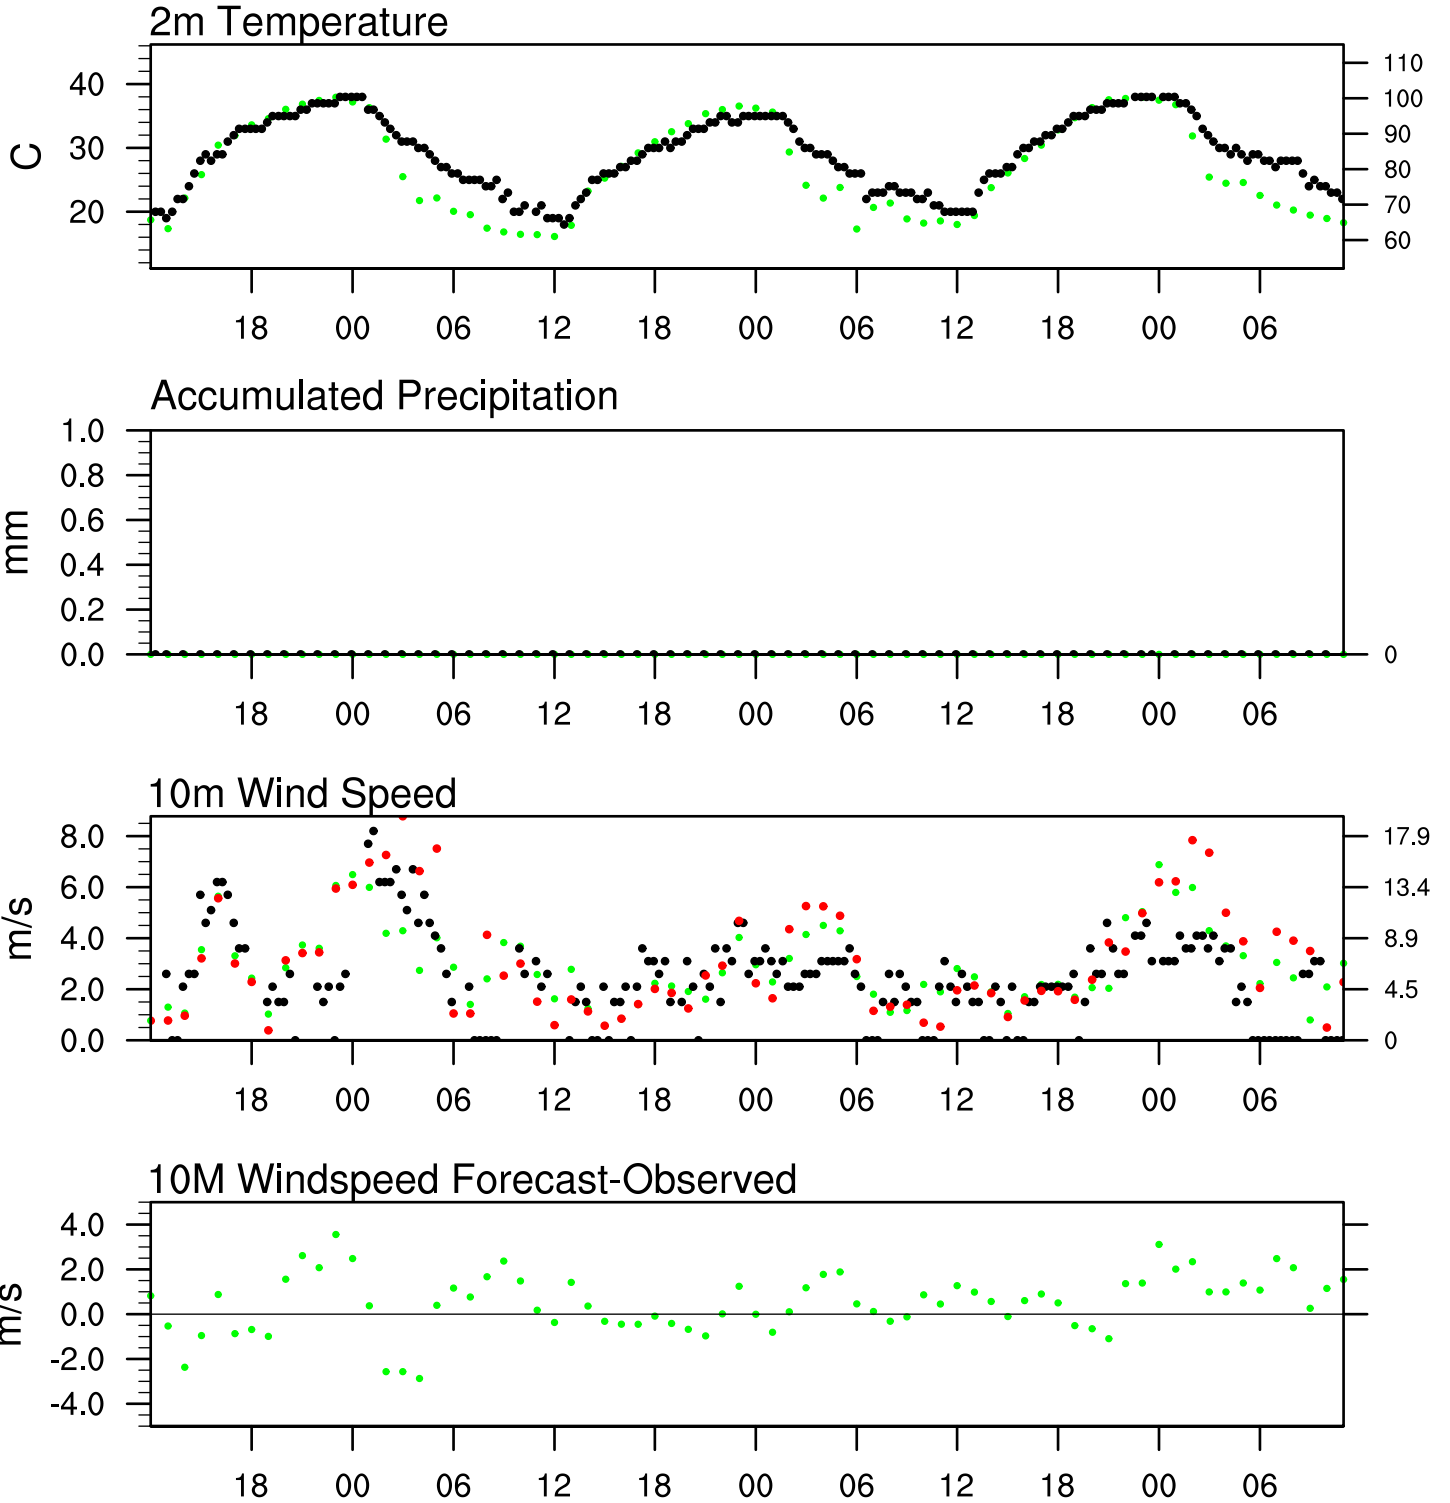 2m Temperature
C
40
30
20
110
100
90
80
70
60
18 00 06 12 18 00 06 12 18 00 06
Accumulated Precipitation
mm
1.0
0.8
0.6
0.4
0.2
0.0
0
18 00 06 12 18 00 06 12 18 00 06
10m Wind Speed
m/s
8.0
6.0
4.0
2.0
0.0
17.9
13.4
8.9
4.5
0
18 00 06 12 18 00 06 12 18 00 06
10M Windspeed Forecast-Observed
m/s
4.0
2.0
0.0
-2.0
-4.0
18 00 06 12 18 00 06 12 18 00 06